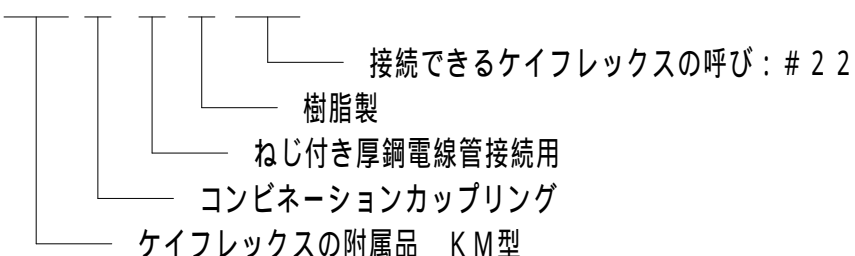 接続できるケイフレックスの呼び：＃２２
樹脂製
ねじ付き厚鋼電線管接続用
コンビネーションカップリング
ケイフレックスの附属品　ＫＭ型